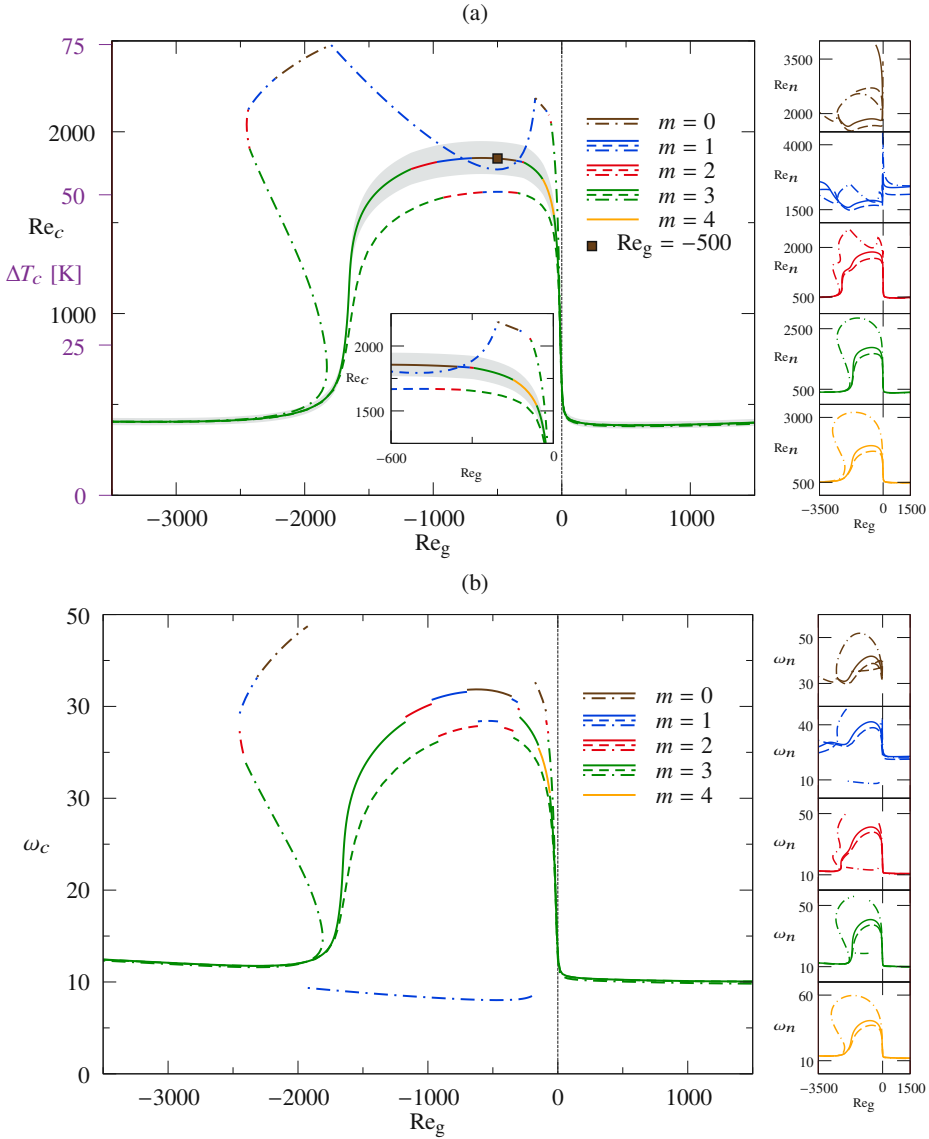 (a)
75
2000
50
Re_c
ΔT_c [K]
1000
25
0
−3000
−2000
−1000
0
1000
Re_g
m = 0
m = 1
m = 2
m = 3
m = 4
Re_g = −500
2000
Re_c
1500
−600
Re_g
0
3500
Re_n
2000
4000
Re_n
1500
2000
Re_n
500
2500
Re_n
500
3000
Re_n
500
−3500
0
1500
Re_g
(b)
50
30
30
20
10
0
ω_c
−3000
−2000
−1000
0
1000
Re_g
m = 0
m = 1
m = 2
m = 3
m = 4
50
ω_n
30
40
ω_n
10
50
ω_n
10
50
ω_n
10
60
ω_n
10
−3500
0
1500
Re_g